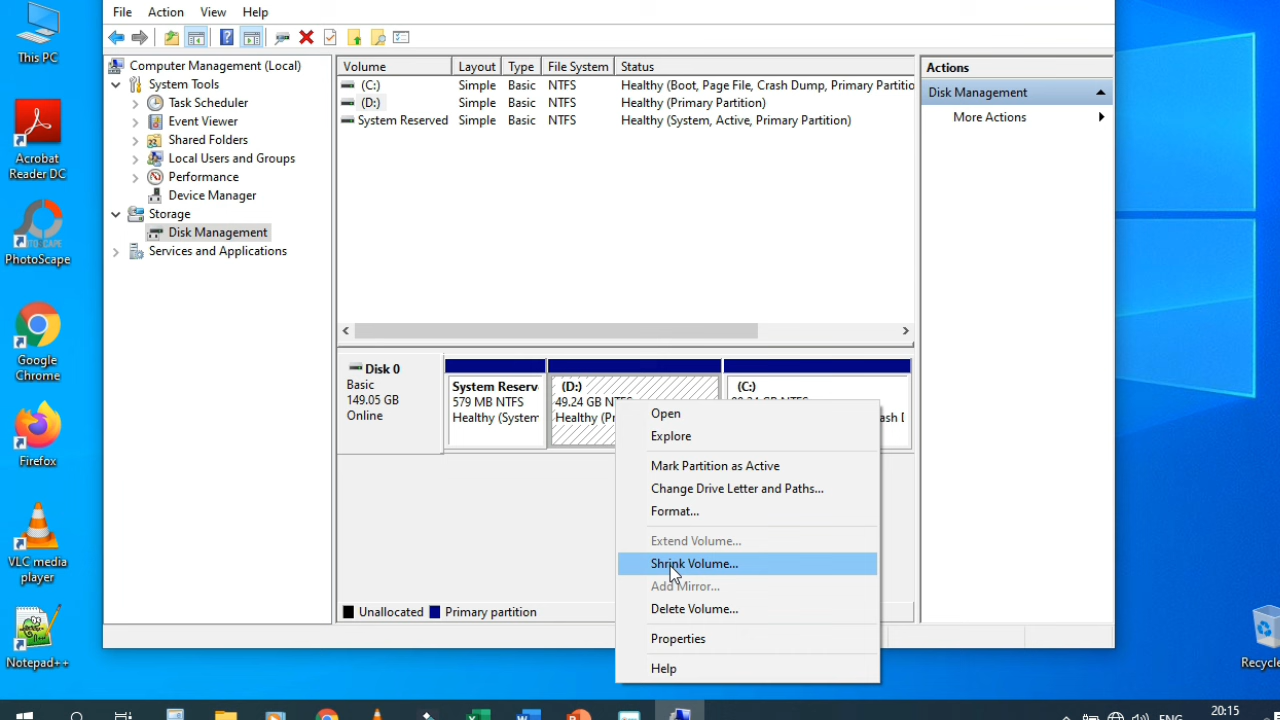 File Action View Help
This PC
Acrobat
Reader DC
PhotoScape
Google
Chrome
Firefox
VLC media
player
Notepad++
Computer Management (Local)
System Tools
Task Scheduler
Event Viewer
Shared Folders
Local Users and Groups
Performance
Device Manager
Storage
Disk Management
Services and Applications
Volume Layout Type File System Status
(C:) Simple Basic NTFS Healthy (Boot, Page File, Crash Dump, Primary Partitio
(D:) Simple Basic NTFS Healthy (Primary Partition)
System Reserved Simple Basic NTFS Healthy (System, Active, Primary Partition)
Actions
Disk Management
More Actions
Disk 0
Basic
149.05 GB
Online
System Reserv
579 MB NTFS
Healthy (System
(D:)
49.24 GB NTFS
Healthy (Pr
(C:)
ash D
Open
Explore
Mark Partition as Active
Change Drive Letter and Paths...
Format...
Extend Volume...
Shrink Volume...
Add Mirror...
Delete Volume...
Properties
Help
Unallocated Primary partition
Recycle
ENG
20:15